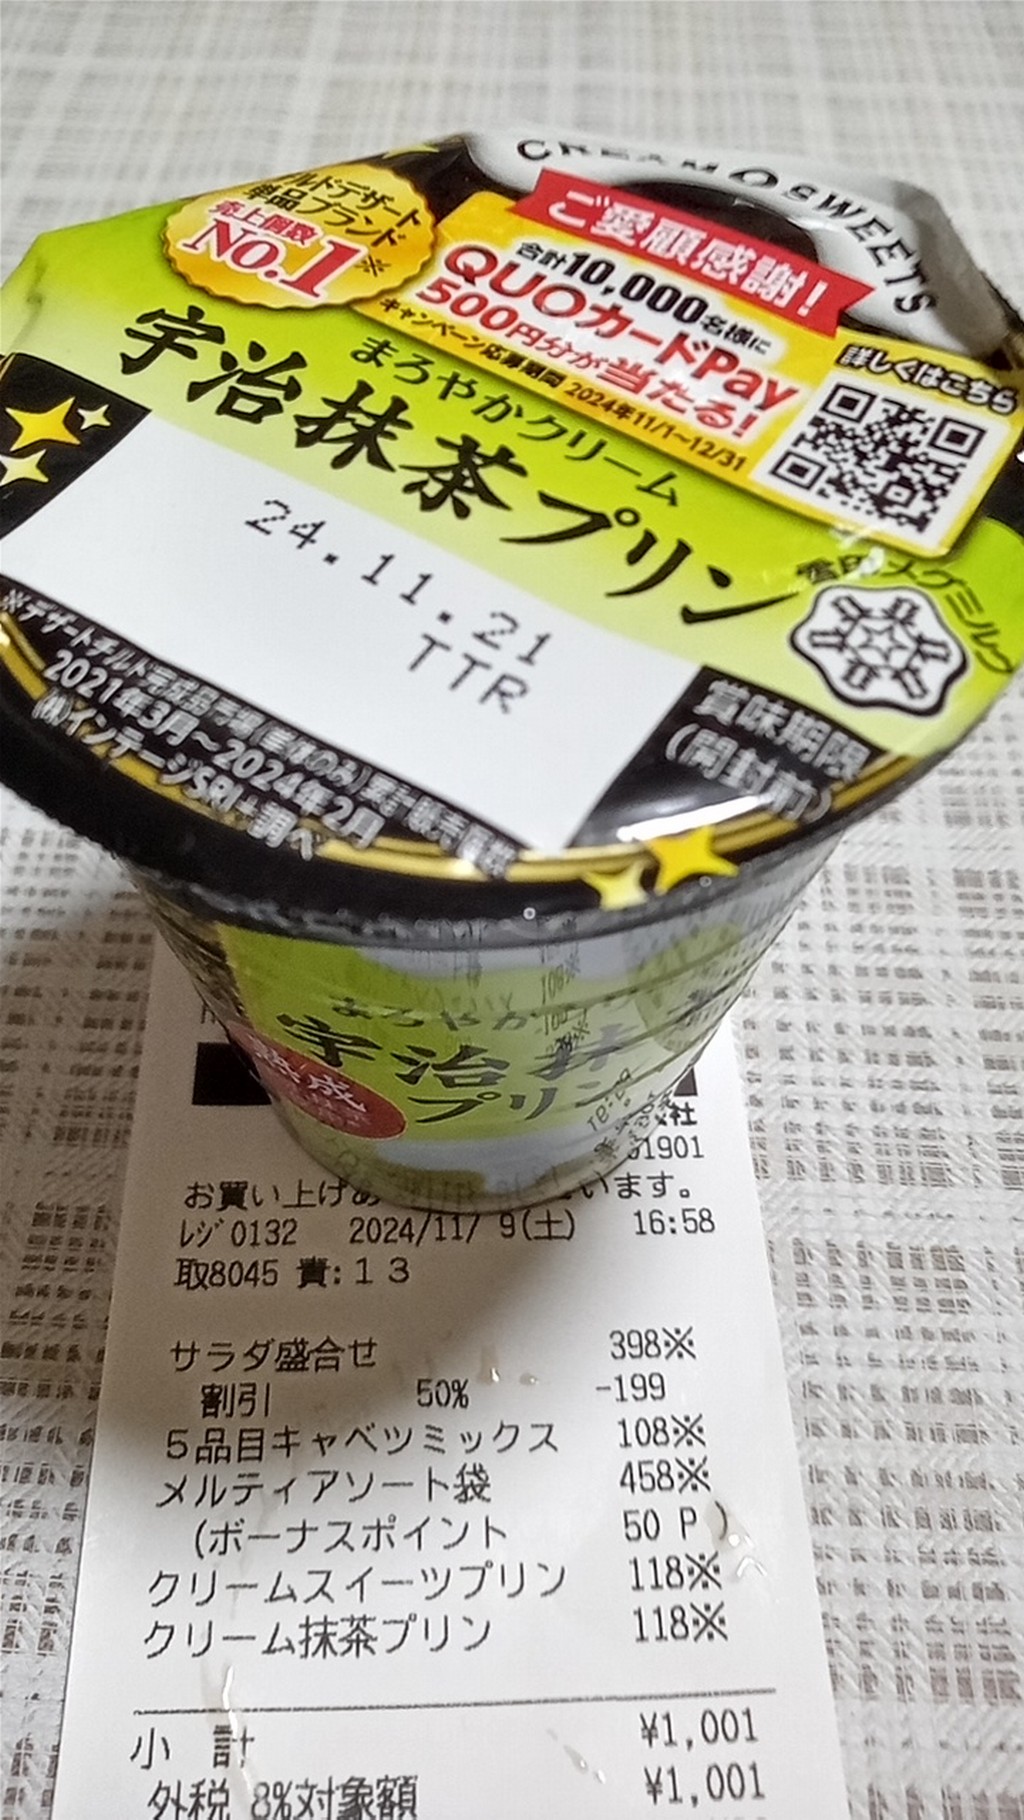 CREAM SWEETS
ルドデザート
単品ブランド
売上個数
No.1※
ご愛顧感謝!
合計10,000名様に
QUOカードPay
500円分が当たる!
キャンペーン応募期間 2024年11/1~12/31
詳しくはこちら
まろやかクリーム
宇治抹茶プリン
24.11.21
TTR
雪印メグミルク
賞味期限
(開封前)
2021年3月~2024年2月
㈱インテージSRI+調べ
まろやか
宇治抹
プリン
熟成
社
01901
お買い上げあ
います。
レジ0132 2024/11/ 9(土) 16:58
取8045 責:13
サラダ盛合せ 398※
割引 50% -199
5品目キャベツミックス 108※
メルティアソート袋 458※
(ボーナスポイント 50 P )
クリームスイーツプリン 118※
クリーム抹茶プリン 118※
小 計 ¥1,001
外税 8%対象額 ¥1,001